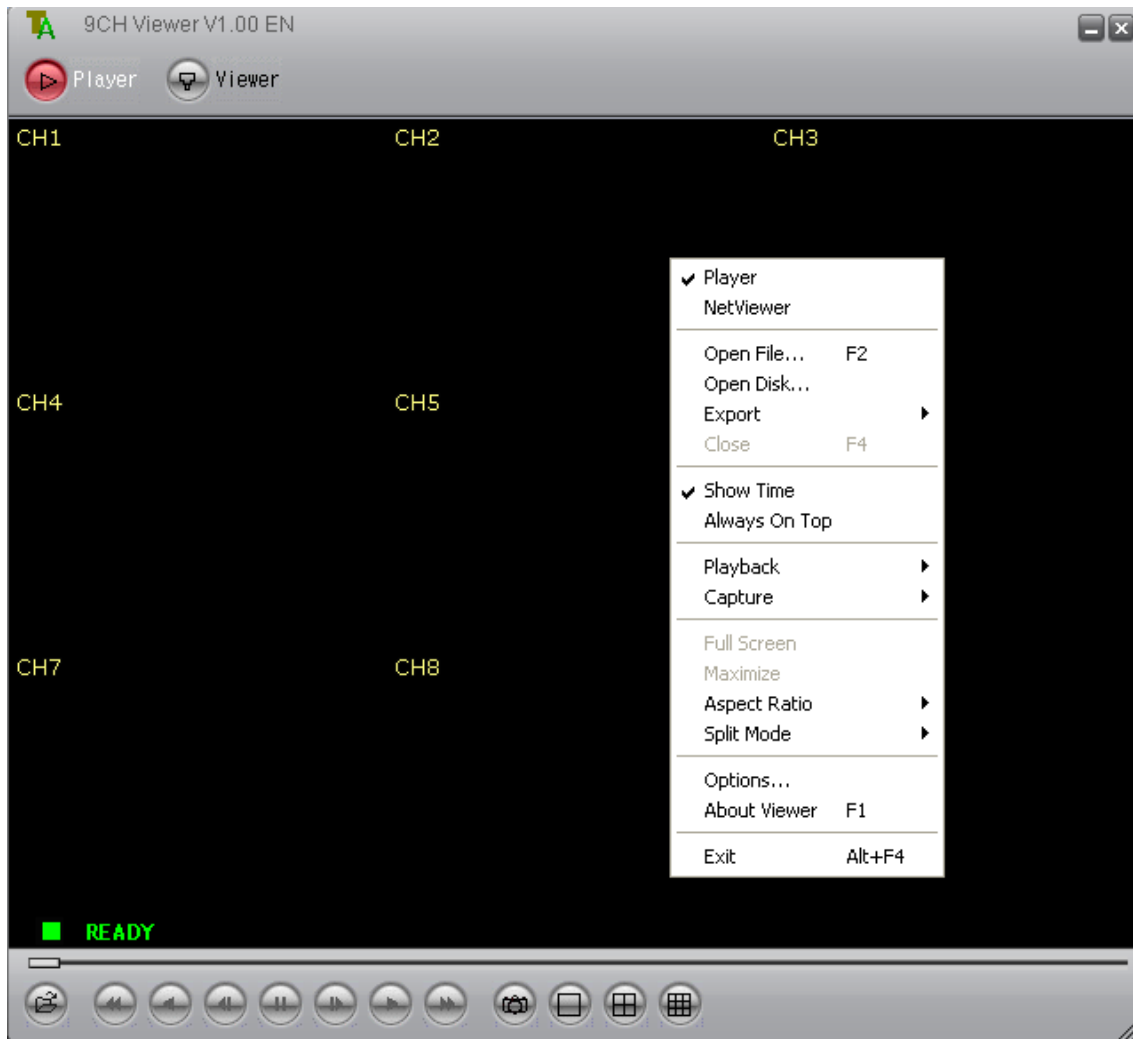 TA 9CH Viewer V1.00 EN
Player Viewer
CH1 CH2 CH3
Player
NetViewer
Open File... F2
Open Disk...
Export
Close F4
Show Time
Always On Top
Playback
Capture
Full Screen
Maximize
Aspect Ratio
Split Mode
Options...
About Viewer F1
Exit Alt+F4
CH4 CH5
CH7 CH8
READY